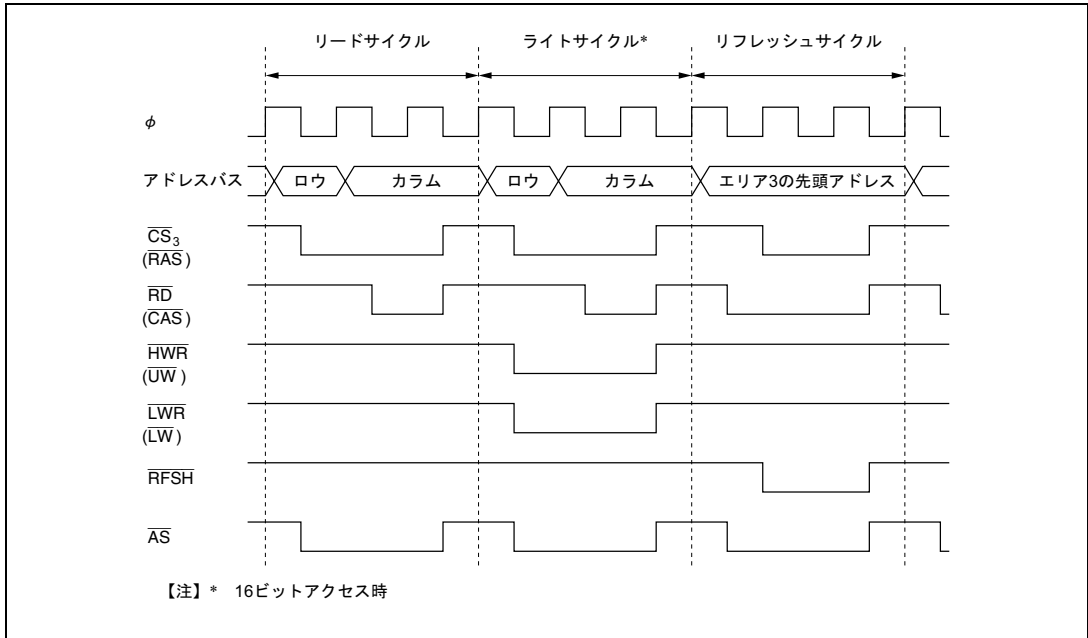 リードサイクル ライトサイクル* リフレッシュサイクル
φ
アドレスバス ロウ カラム ロウ カラム エリア3の先頭アドレス
CS₃
(RAS)
RD
(CAS)
HWR
(UW)
LWR
(LW)
RFSH
AS
【注】* 16ビットアクセス時